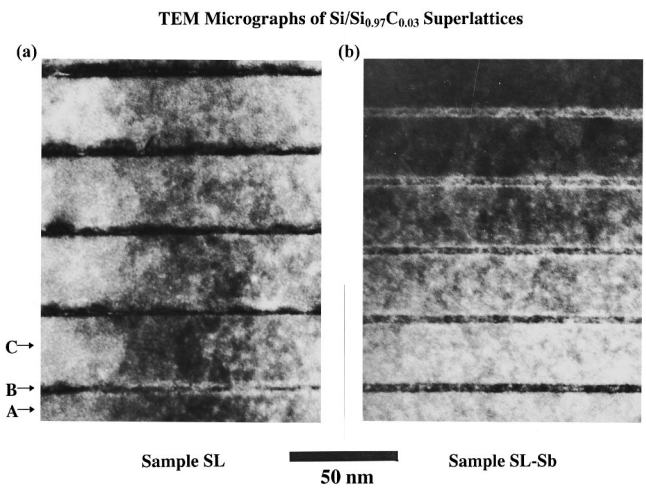 TEM Micrographs of Si/Si0.97C0.03 Superlattices
(a)
(b)
C→
B→
A→
Sample SL
Sample SL-Sb
50 nm